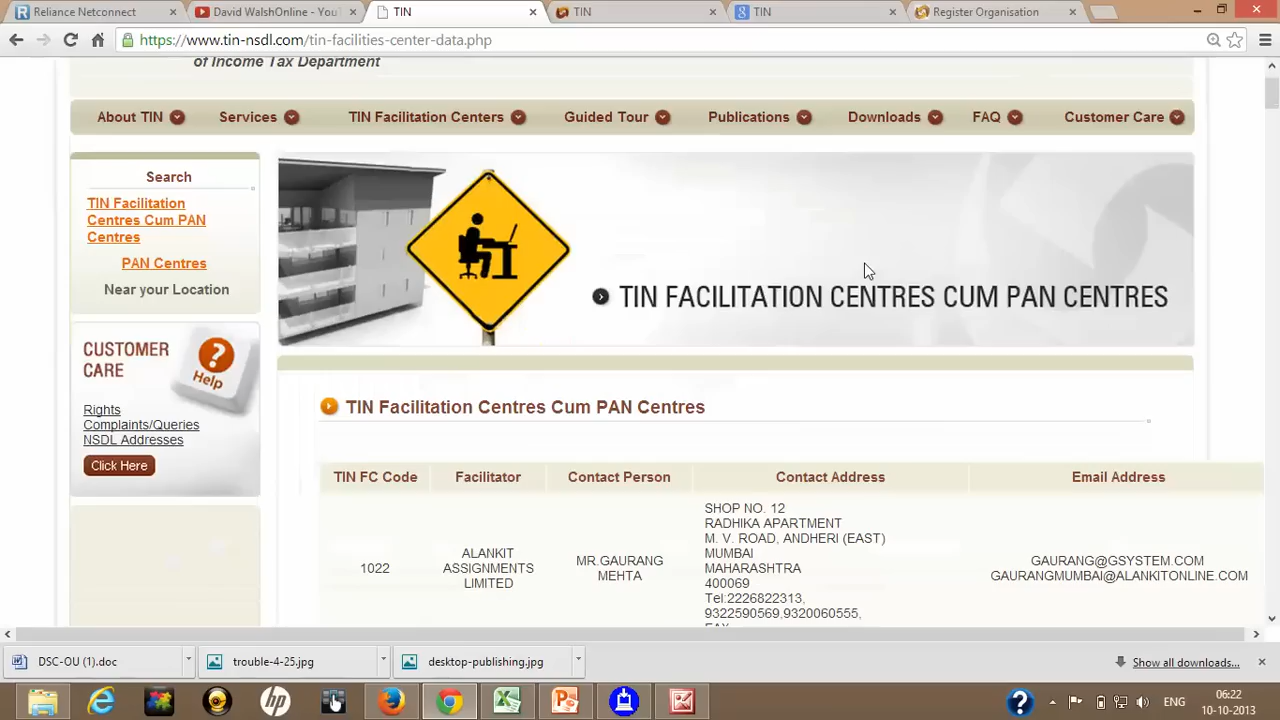 Reliance Netconnect
David WalshOnline - You
TIN
TIN
TIN
Register Organisation
https://www.tin-nsdl.com/tin-facilities-center-data.php
of Income Tax Department
About TIN
Services
TIN Facilitation Centers
Guided Tour
Publications
Downloads
FAQ
Customer Care
Search
TIN Facilitation
Centres Cum PAN
Centres
PAN Centres
Near your Location
CUSTOMER
CARE
?
Help
Rights
Complaints/Queries
NSDL Addresses
Click Here
TIN FACILITATION CENTRES CUM PAN CENTRES
TIN Facilitation Centres Cum PAN Centres
TIN FC Code
Facilitator
Contact Person
Contact Address
Email Address
1022
ALANKIT
ASSIGNMENTS
LIMITED
MR.GAURANG
MEHTA
SHOP NO. 12
RADHIKA APARTMENT
M. V. ROAD, ANDHERI (EAST)
MUMBAI
MAHARASHTRA
400069
Tel:2226822313,
9322590569,9320060555,
GAURANG@GSYSTEM.COM
GAURANGMUMBAI@ALANKITONLINE.COM
DSC-OU (1).doc
trouble-4-25.jpg
desktop-publishing.jpg
Show all downloads...
hp
?
ENG
06:22
10-10-2013